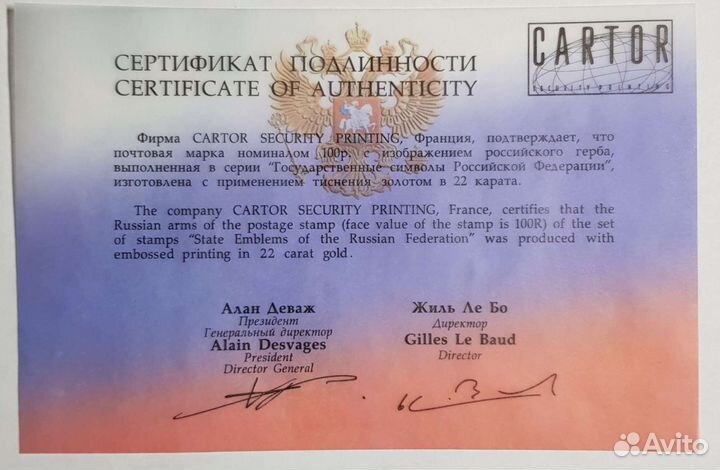 CARTOR
SECURITY PRINTING
СЕРТИФИКАТ ПОДЛИННОСТИ
CERTIFICATE OF AUTHENTICITY
Фирма CARTOR SECURITY PRINTING, Франция, подтверждает, что
почтовая марка номиналом 100р, с изображением российского герба,
выполненная в серии “Государственные символы Российской Федерации”,
изготовлена с применением тиснения золотом в 22 карата.
The company CARTOR SECURITY PRINTING, France, certifies that the
Russian arms of the postage stamp (face value of the stamp is 100R) of the set
of stamps “State Emblems of the Russian Federation” was produced with
embossed printing in 22 carat gold.
Алан Деваж
Президент
Генеральный директор
Alain Desvages
President
Director General
Жиль Ле Бо
Директор
Gilles Le Baud
Director
Avito